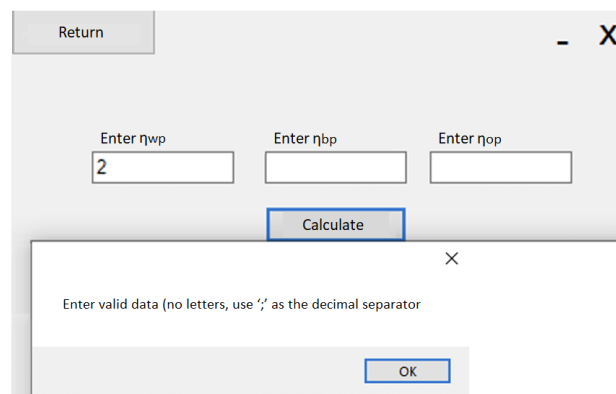 Return
- X
Enter ηwp Enter ηbp Enter ηop
2
Calculate
Enter valid data (no letters, use ‘;’ as the decimal separator
OK